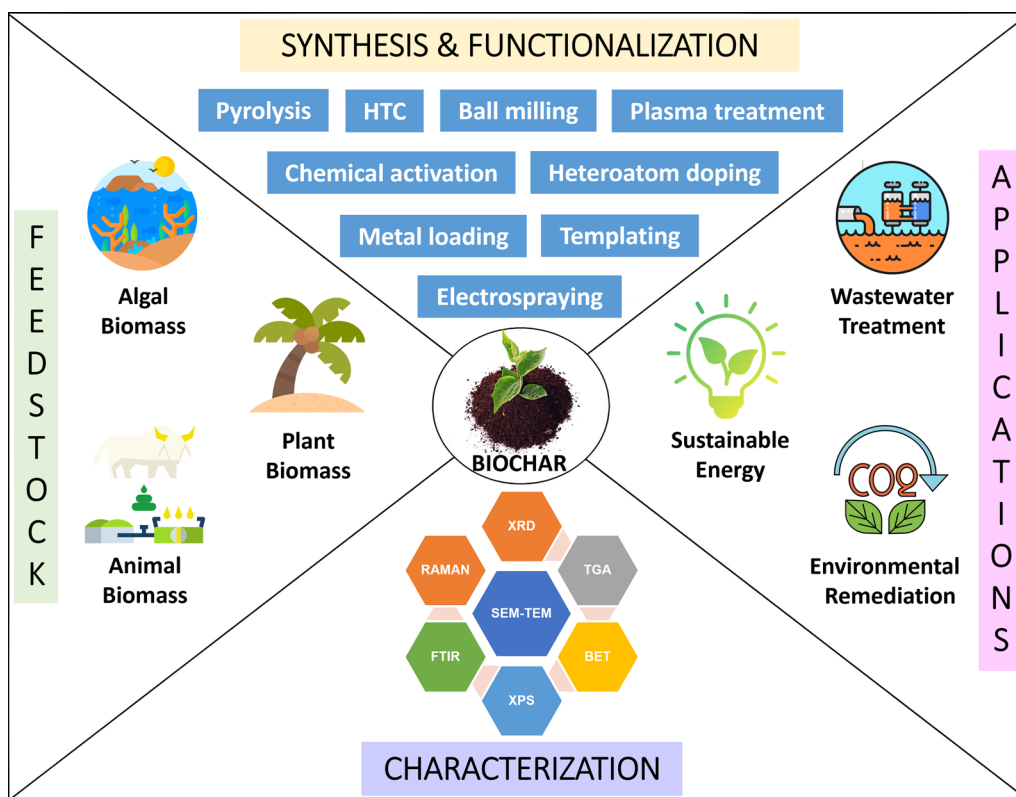 SYNTHESIS & FUNCTIONALIZATION
Pyrolysis
HTC
Ball milling
Plasma treatment
Chemical activation
Heteroatom doping
Metal loading
Templating
Electrospraying
FEEDSTOCK
Algal
Biomass
Plant
Biomass
Animal
Biomass
BIOCHAR
Sustainable
Energy
Wastewater
Treatment
CO2
Environmental
Remediation
APPLICATIONS
XRD
RAMAN
TGA
SEM-TEM
FTIR
BET
XPS
CHARACTERIZATION